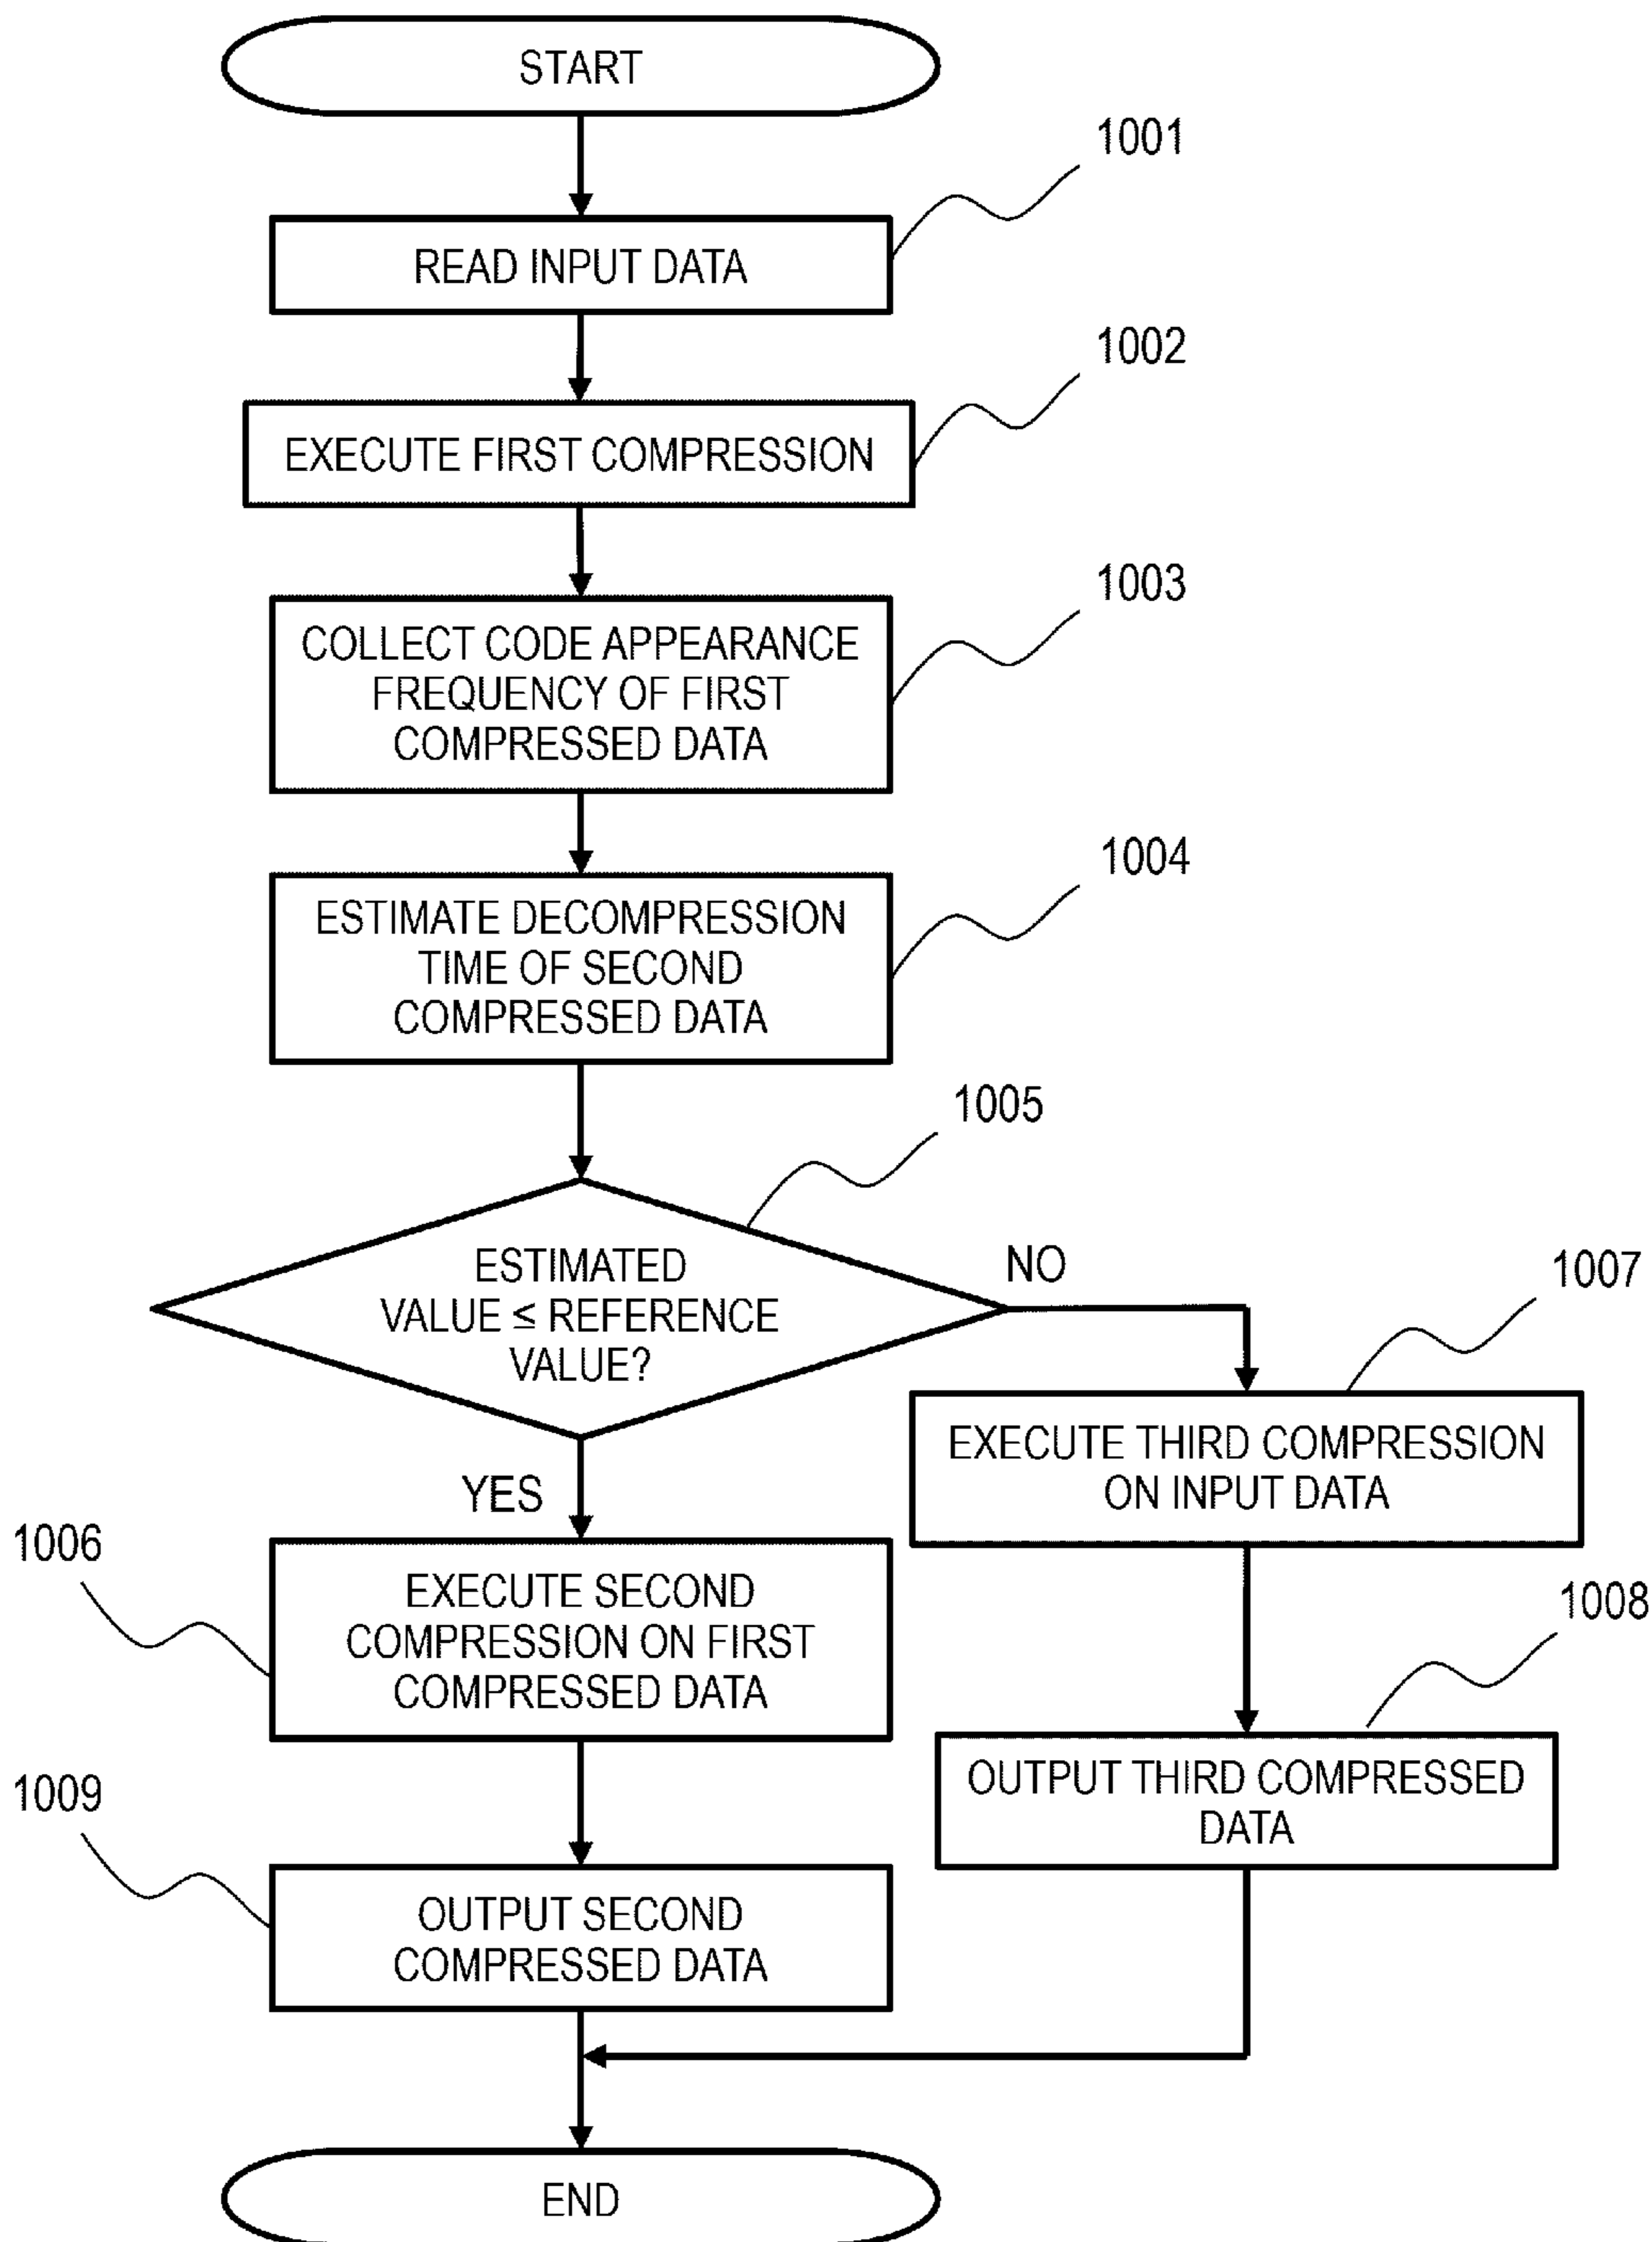 START
1001
READ INPUT DATA
1002
EXECUTE FIRST COMPRESSION
1003
COLLECT CODE APPEARANCE
FREQUENCY OF FIRST
COMPRESSED DATA
1004
ESTIMATE DECOMPRESSION
TIME OF SECOND
COMPRESSED DATA
1005
ESTIMATED
VALUE ≤ REFERENCE
VALUE?
NO
1007
EXECUTE THIRD COMPRESSION
ON INPUT DATA
YES
1006
EXECUTE SECOND
COMPRESSION ON FIRST
COMPRESSED DATA
1008
OUTPUT THIRD COMPRESSED
DATA
1009
OUTPUT SECOND
COMPRESSED DATA
END